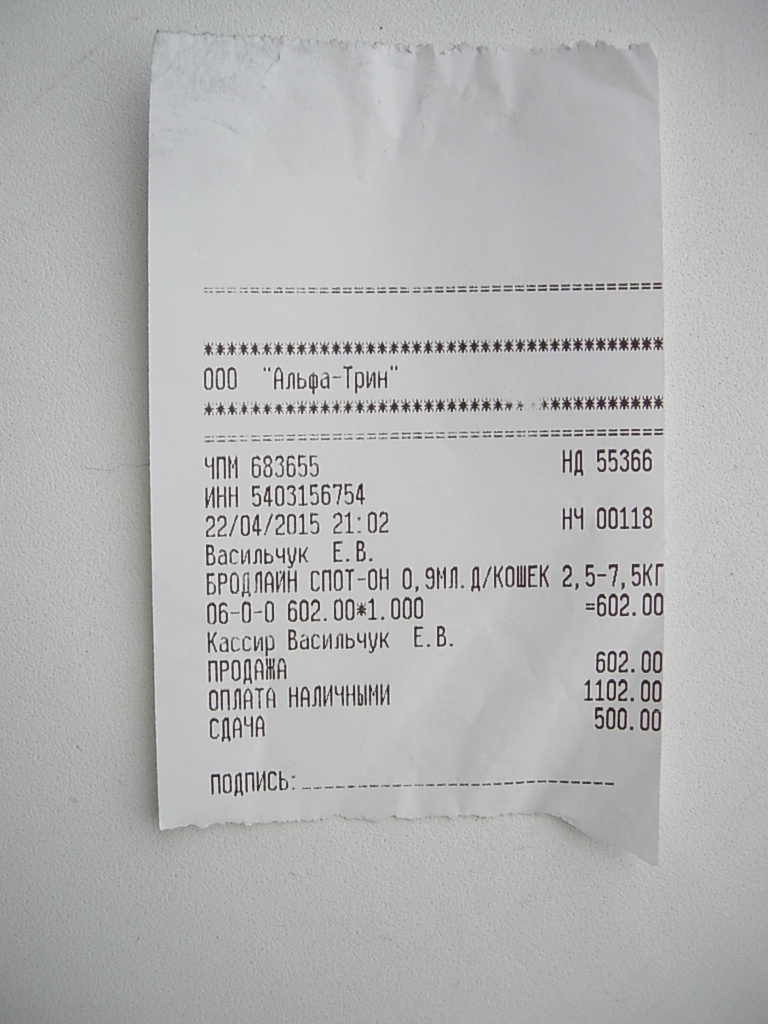 ========================================
****************************************
ООО "Альфа-Трин"
****************************************
========================================
ЧПМ 683655 НД 55366
ИНН 5403156754
22/04/2015 21:02 НЧ 00118
Васильчук Е.В.
БРОДЛАЙН СПОТ-ОН 0,9МЛ.Д/КОШЕК 2,5-7,5КГ
06-0-0 602.00*1.000 =602.00
Кассир Васильчук Е.В.
ПРОДАЖА 602.00
ОПЛАТА НАЛИЧНЫМИ 1102.00
СДАЧА 500.00
ПОДПИСЬ:___________________________